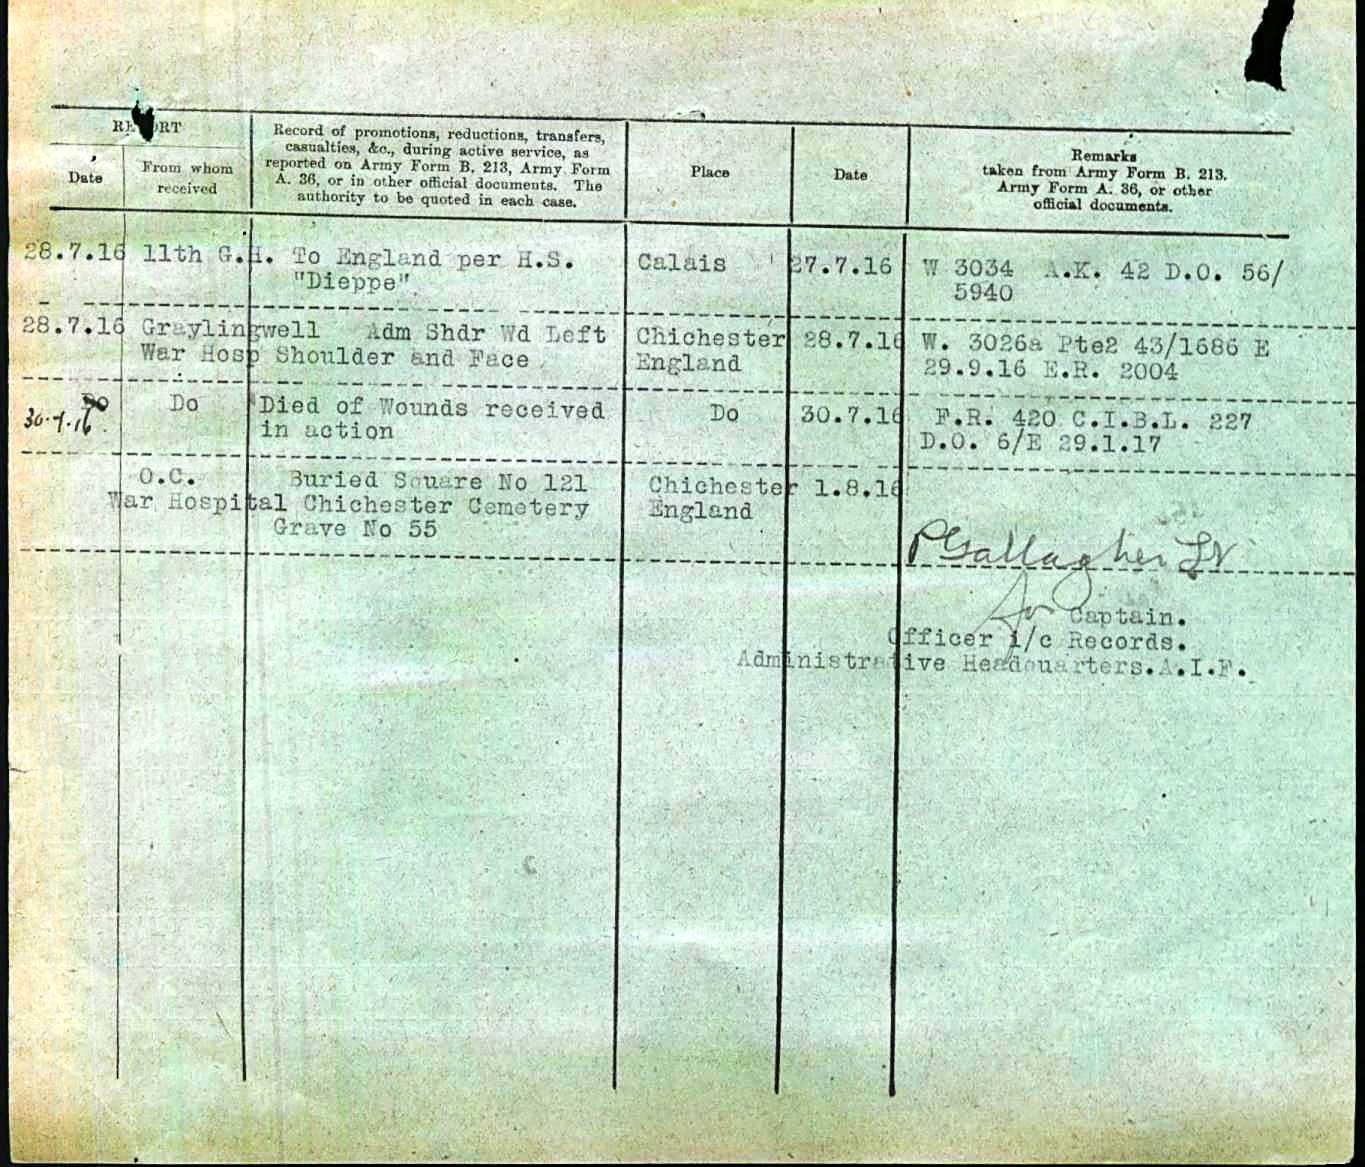 REPORT
Date
From whom
received
Record of promotions, reductions, transfers,
casualties, &c., during active service, as
reported on Army Form B. 213, Army Form
A. 36, or in other official documents. The
authority to be quoted in each case.
Place
Date
Remarks
taken from Army Form B. 213.
Army Form A. 36, or other
official documents.
28.7.16 11th G.H. To England per H.S. Calais 27.7.16 W 3034 A.K. 42 D.O. 56/
"Dieppe" 5940
28.7.16 Graylingwell Adm Shdr Wd Left Chichester 28.7.16 W. 3026a Pte2 43/1686 E
War Hosp Shoulder and Face England 29.9.16 E.R. 2004
30.7.16 Do Died of Wounds received Do 30.7.16 F.R. 420 C.I.B.L. 227
in action D.O. 6/E 29.1.17
O.C. Buried Square No 121 Chichester 1.8.16
War Hospital Chichester Cemetery England
Grave No 55
P Gallagher Lt
for Captain.
Officer i/c Records.
Administrative Headquarters.A.I.F.